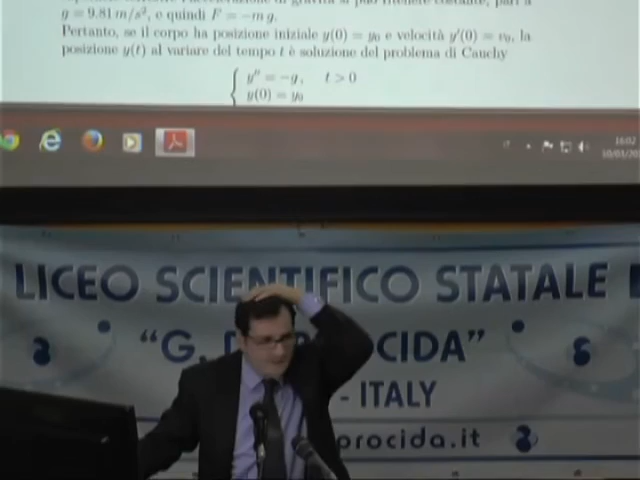 g = 9.81 m/s², e quindi F = −m g.
Pertanto, se il corpo ha posizione iniziale y(0) = y₀ e velocità y′(0) = v₀, la
posizione y(t) al variare del tempo t è soluzione del problema di Cauchy
y″ = −g, t > 0
y(0) = y₀
16:02
LICEO SCIENTIFICO STATALE
"G. D PROCIDA"
- ITALY
procida.it